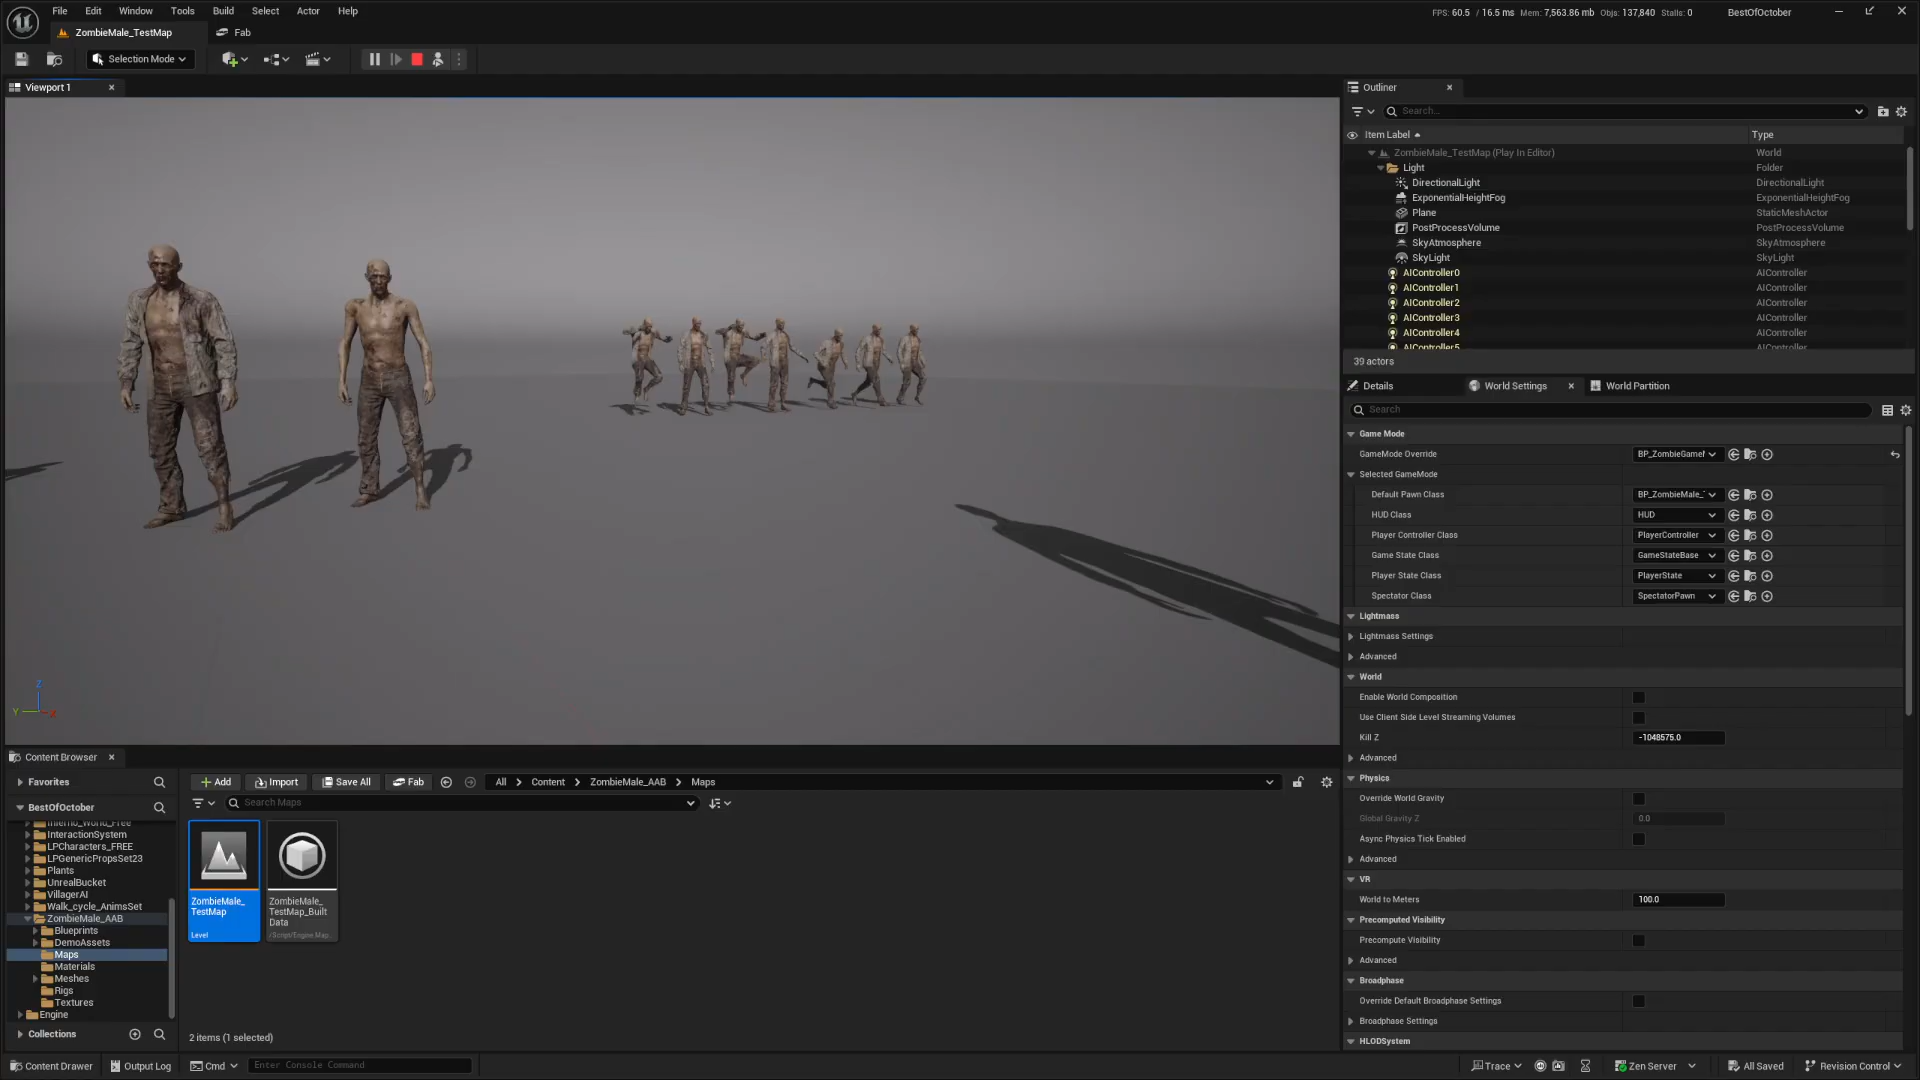 File Edit Window Tools Build Select Actor Help
FPS: 60.5 / 16.5 ms Mem: 7,563.86 mb Objs: 137,840 Stalls: 0 BestOfOctober
ZombieMale_TestMap Fab
Selection Mode
Viewport 1
Outliner
Search...
Item Label Type
ZombieMale_TestMap (Play In Editor) World
Light Folder
DirectionalLight DirectionalLight
ExponentialHeightFog ExponentialHeightFog
Plane StaticMeshActor
PostProcessVolume PostProcessVolume
SkyAtmosphere SkyAtmosphere
SkyLight SkyLight
AIController0 AIController
AIController1 AIController
AIController2 AIController
AIController3 AIController
AIController4 AIController
AIController5 AIController
39 actors
Details World Settings World Partition
Search
Game Mode
GameMode Override BP_ZombieGameM
Selected GameMode
Default Pawn Class BP_ZombieMale_
HUD Class HUD
Player Controller Class PlayerController
Game State Class GameStateBase
Player State Class PlayerState
Spectator Class SpectatorPawn
Lightmass
Lightmass Settings
Advanced
World
Enable World Composition
Use Client Side Level Streaming Volumes
Kill Z -1048575.0
Advanced
Physics
Override World Gravity
Global Gravity Z 0.0
Async Physics Tick Enabled
Advanced
VR
World to Meters 100.0
Precomputed Visibility
Precompute Visibility
Advanced
Broadphase
Override Default Broadphase Settings
Broadphase Settings
HLODSystem
Z
Y X
Content Browser
Favorites
BestOfOctober
Inferno_World_Free
InteractionSystem
LPCharacters_FREE
LPGenericPropsSet23
Plants
UnrealBucket
VillagerAI
Walk_cycle_AnimsSet
ZombieMale_AAB
Blueprints
DemoAssets
Maps
Materials
Meshes
Rigs
Textures
Engine
Collections
Add Import Save All Fab All Content ZombieMale_AAB Maps
Search Maps
ZombieMale_
TestMap
Level
ZombieMale_
TestMap_Built
Data
/Script/Engine.Map...
2 items (1 selected)
Content Drawer Output Log Cmd Enter Console Command
Trace Zen Server All Saved Revision Control